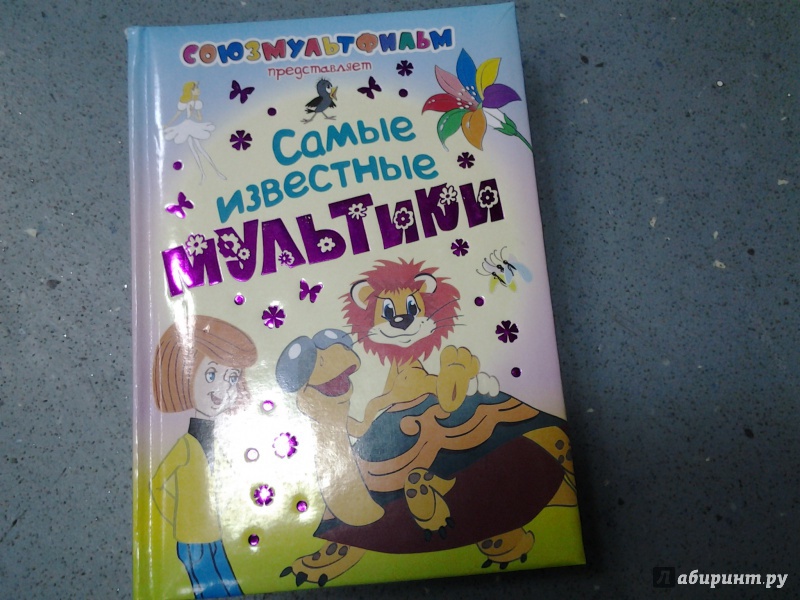 СОЮЗМУЛЬТФИЛЬМ
представляет
Самые
известные
МУЛЬТИКИ
Лабиринт.ру